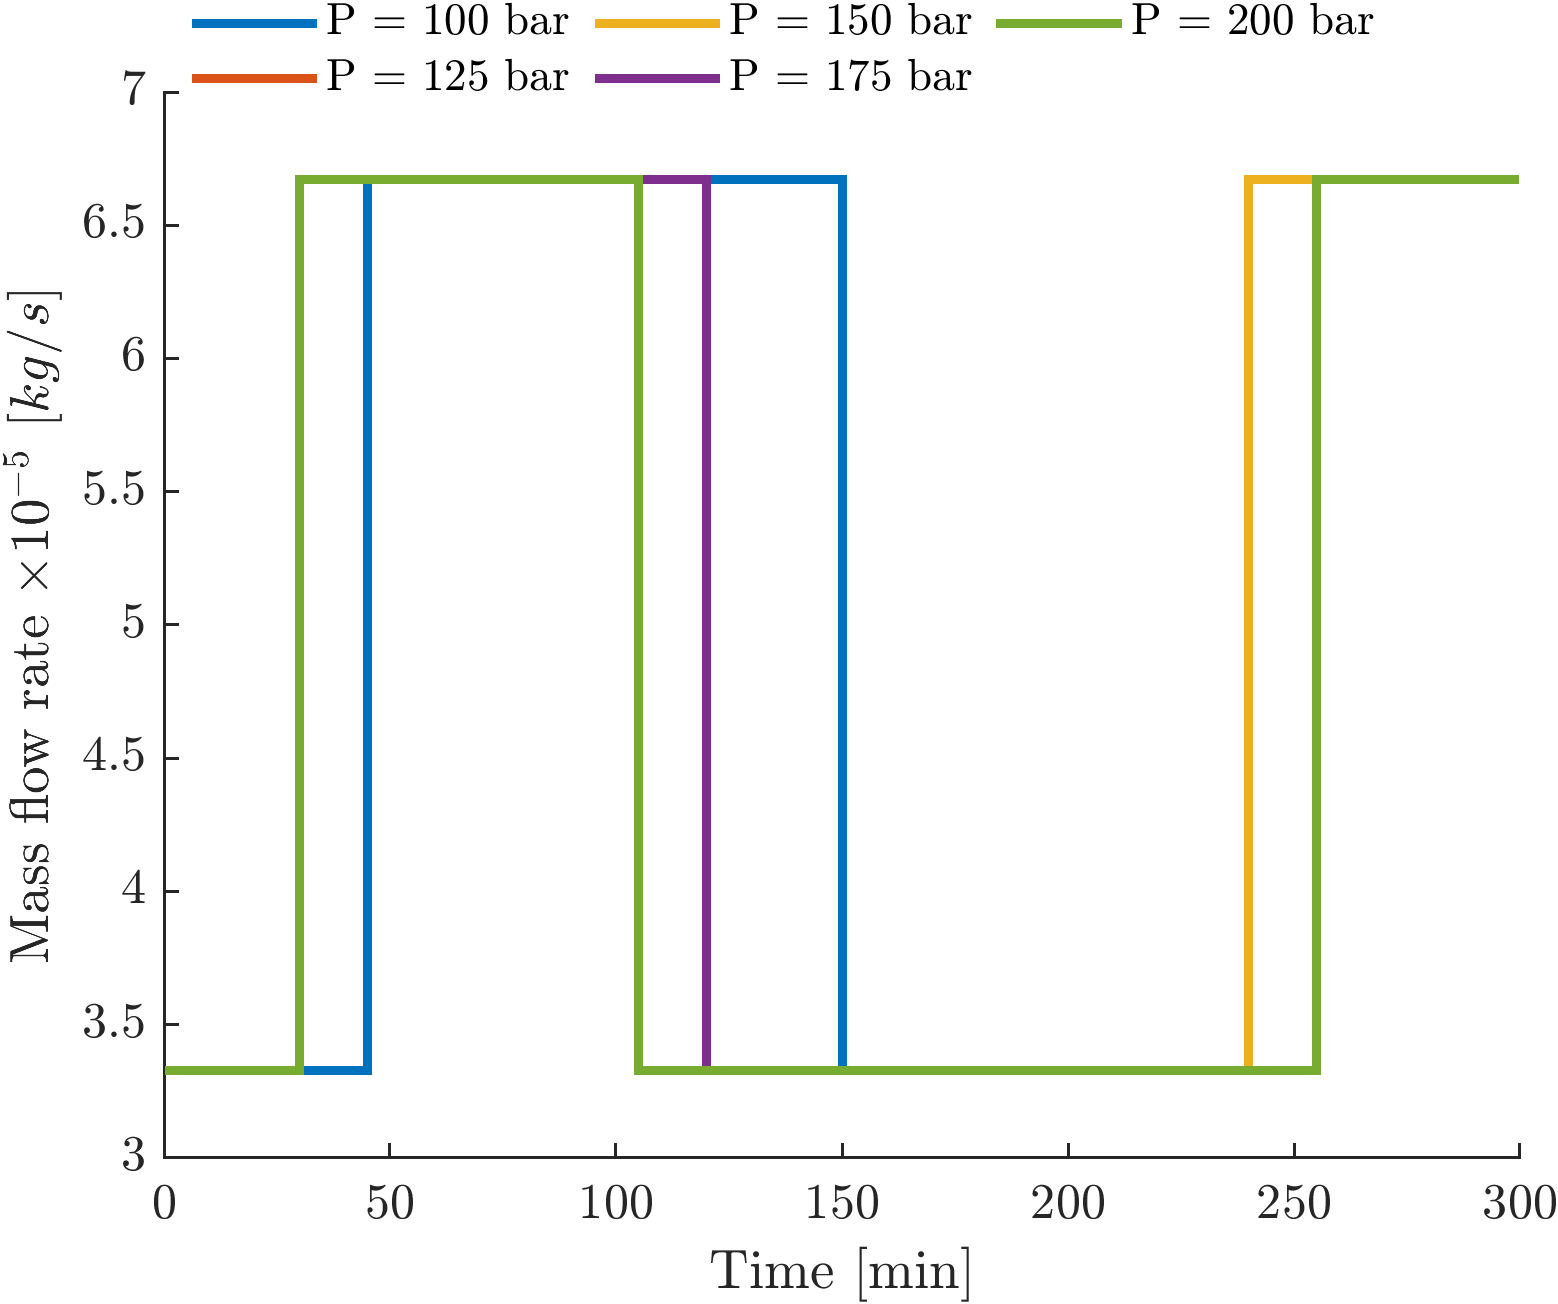 P = 100 bar P = 150 bar P = 200 bar
P = 125 bar P = 175 bar
7
6.5
6
5.5
5
4.5
4
3.5
3
Mass flow rate ×10⁻⁵ [kg/s]
0 50 100 150 200 250 300
Time [min]